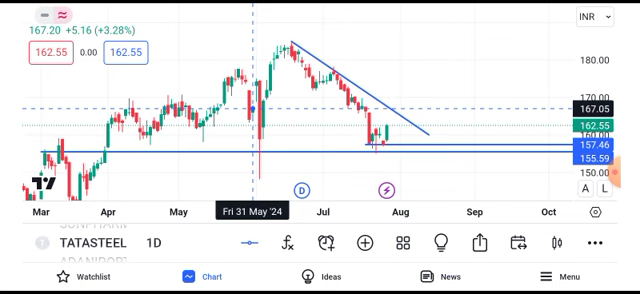 167.20 +5.16 (+3.28%)
INR
162.55 0.00 162.55
180.00
170.00
167.05
162.55
160.00
157.46
155.59
150.00
D
A L
Mar Apr May Fri 31 May '24 Jul Aug Sep Oct
SUNPHARMA
T TATASTEEL 1D
ADANIPORTS
Watchlist Chart Ideas News Menu